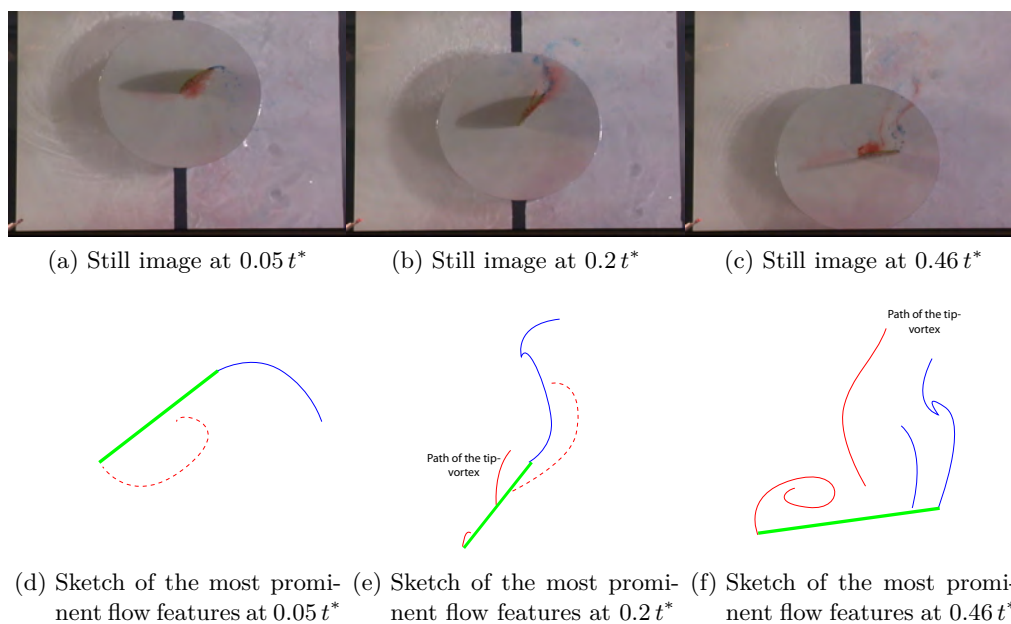 (a) Still image at 0.05 t*
(b) Still image at 0.2 t*
(c) Still image at 0.46 t*
Path of the tip-
vortex
Path of the tip-
vortex
(d) Sketch of the most promi-
nent flow features at 0.05 t*
(e) Sketch of the most promi-
nent flow features at 0.2 t*
(f) Sketch of the most promi-
nent flow features at 0.46 t*